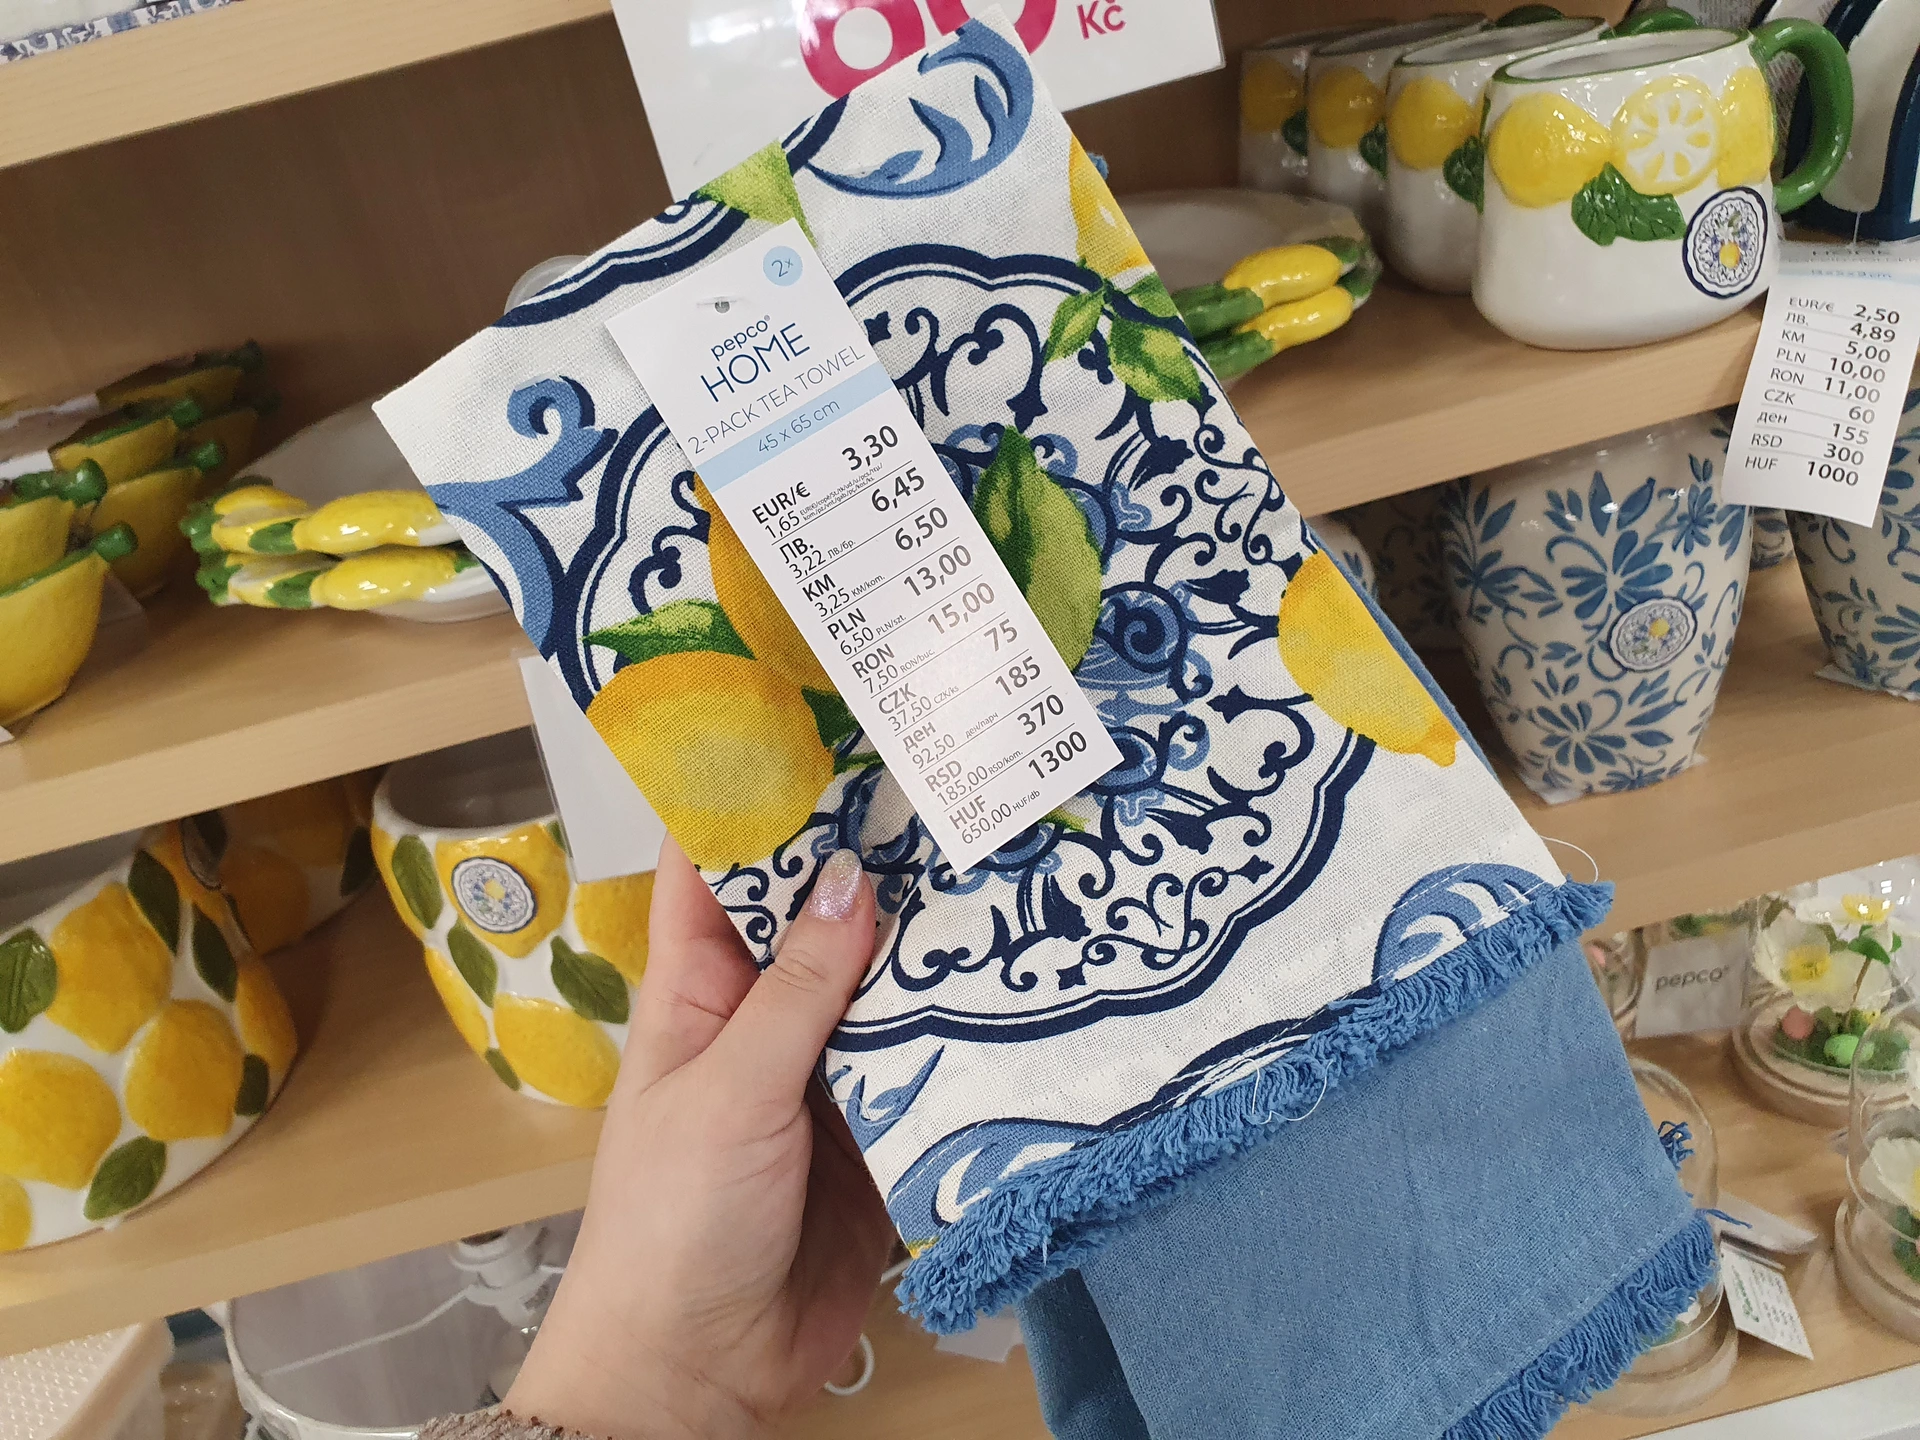 Kč
2x
pepco®
HOME
2-PACK TEA TOWEL
45 x 65 cm
EUR/€ 3,30
1,65
ЛВ. 6,45
3,22 ЛВ./бр.
KM 6,50
3,25 KM/kom.
PLN 13,00
6,50 PLN/szt.
RON 15,00
7,50 RON/buc.
CZK 75
37,50 CZK/ks
ден 185
92,50 ден/парч
RSD 370
185,00 RSD/kom.
HUF 1300
650,00 HUF/db
HOME
EUR/€ 2,50
ЛВ. 4,89
KM 5,00
PLN 10,00
RON 11,00
CZK 60
ден 155
RSD 300
HUF 1000
pepco®